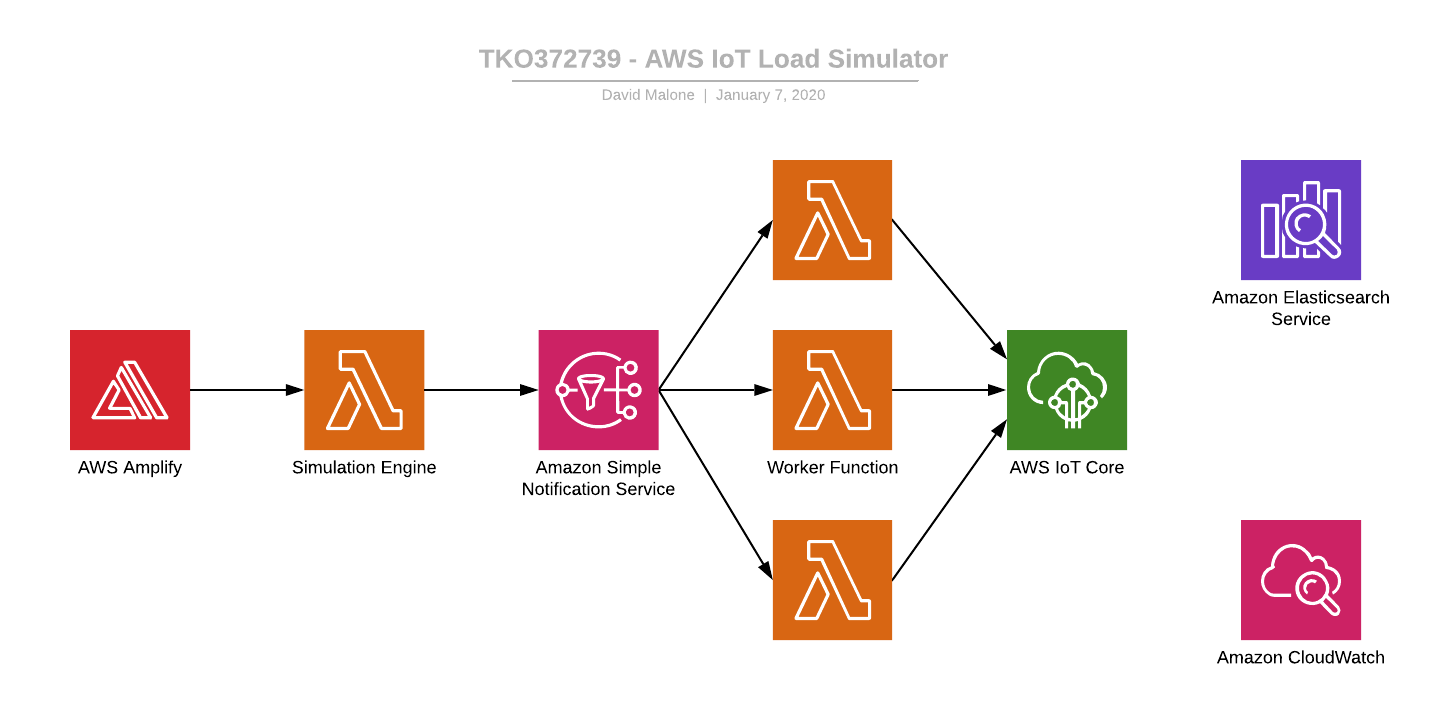 TKO372739 - AWS IoT Load Simulator
David Malone | January 7, 2020
Amazon Elasticsearch
Service
AWS Amplify
Simulation Engine
Amazon Simple
Notification Service
Worker Function
AWS IoT Core
Amazon CloudWatch